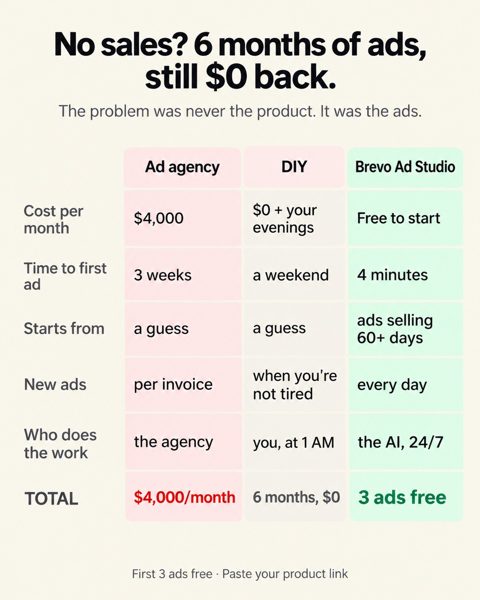 No sales? 6 months of ads,
still $0 back.
The problem was never the product. It was the ads.
Ad agency DIY Brevo Ad Studio
Cost per month $4,000 $0 + your evenings Free to start
Time to first ad 3 weeks a weekend 4 minutes
Starts from a guess a guess ads selling 60+ days
New ads per invoice when you're not tired every day
Who does the work the agency you, at 1 AM the AI, 24/7
TOTAL $4,000/month 6 months, $0 3 ads free
First 3 ads free · Paste your product link